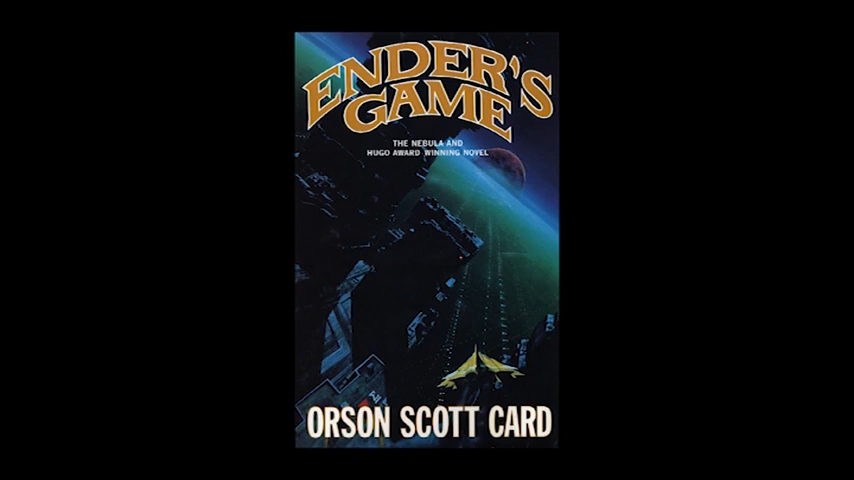 ENDER'S
GAME
THE NEBULA AND
HUGO AWARD WINNING NOVEL
ORSON SCOTT CARD